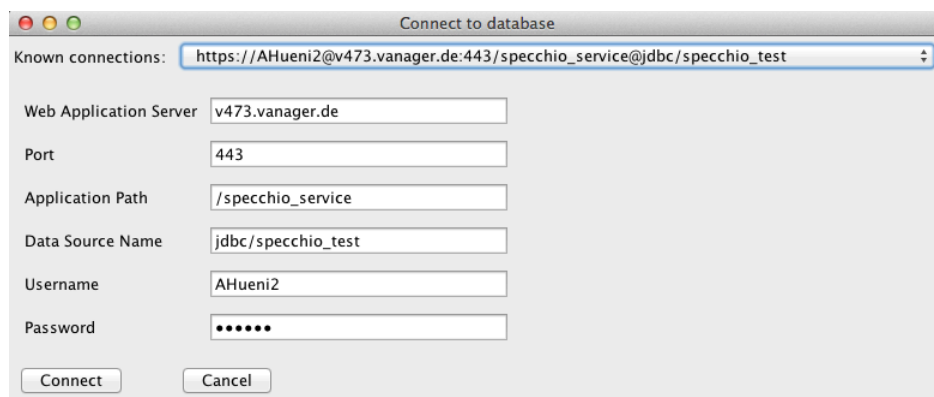 Connect to database
Known connections: https://AHueni2@v473.vanager.de:443/specchio_service@jdbc/specchio_test
Web Application Server v473.vanager.de
Port 443
Application Path /specchio_service
Data Source Name jdbc/specchio_test
Username AHueni2
Password ••••••
Connect Cancel